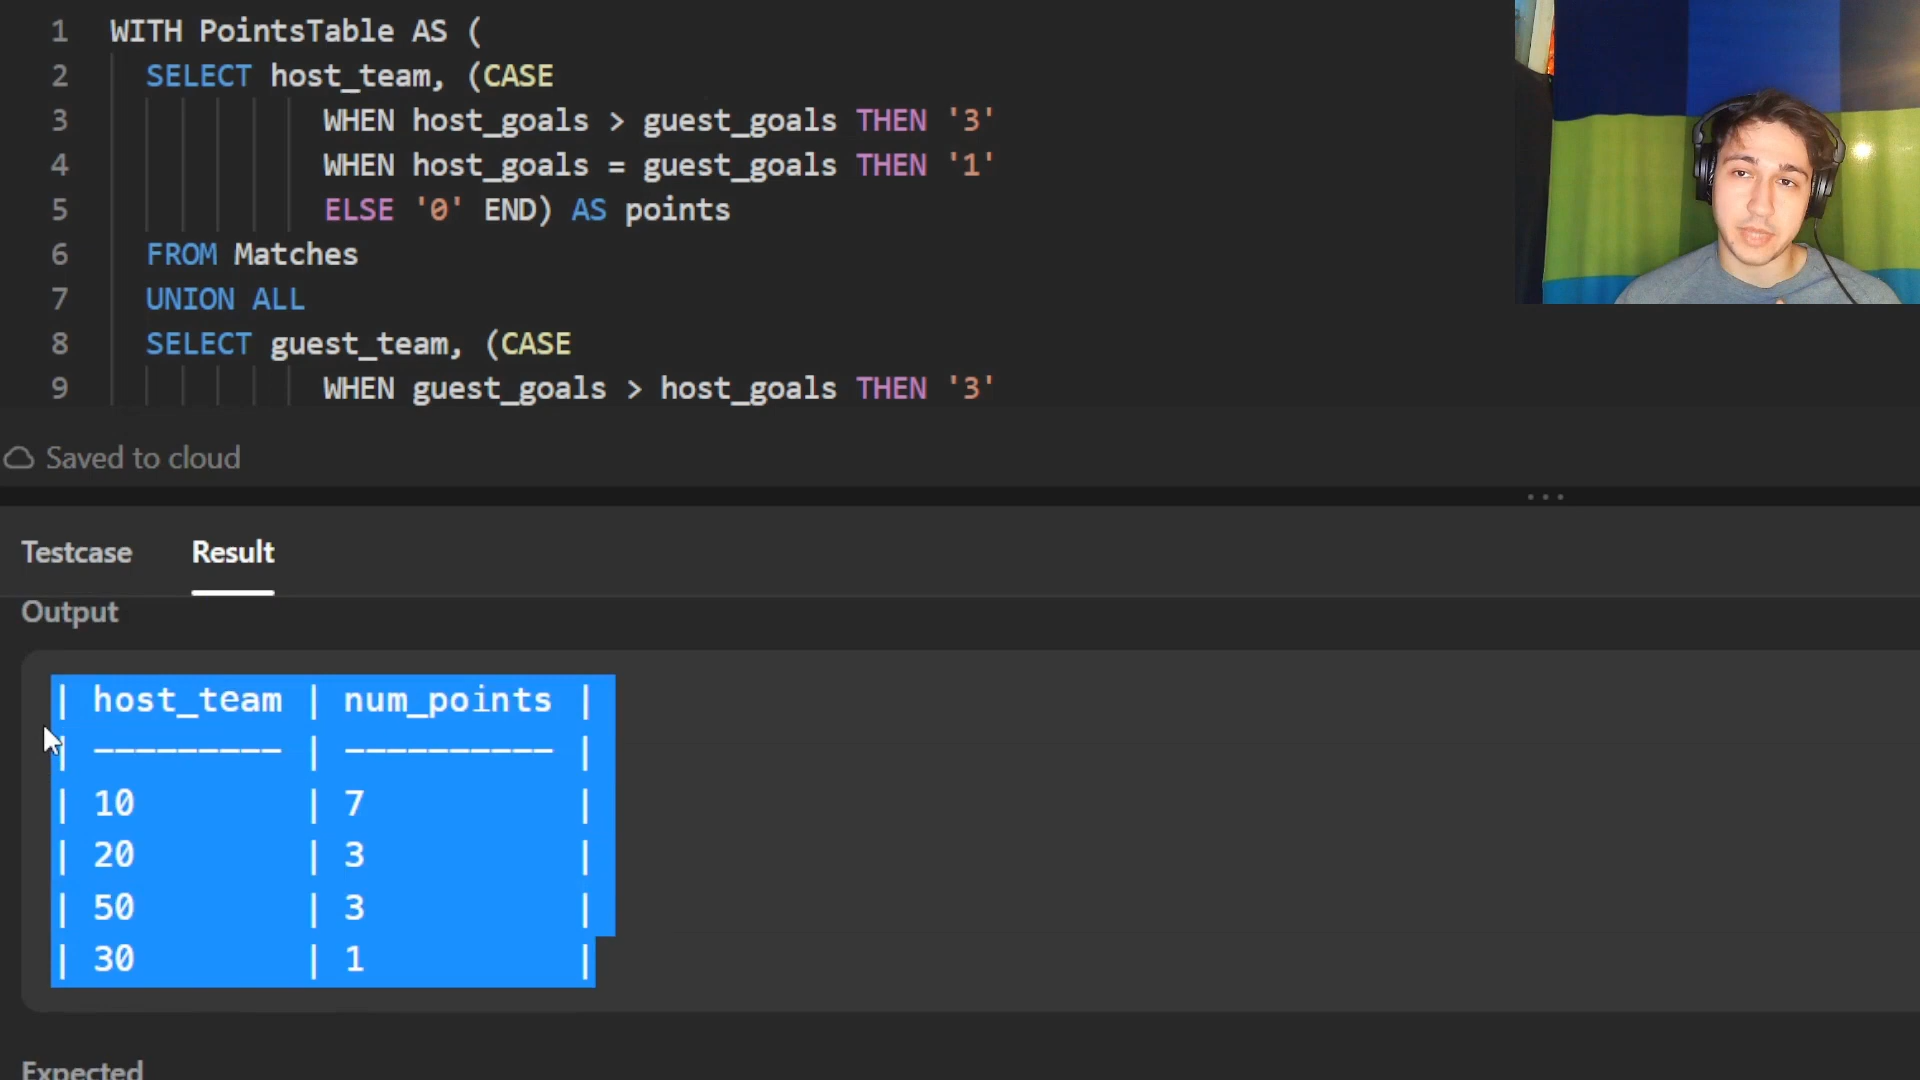 1 WITH PointsTable AS (
2 SELECT host_team, (CASE
3 WHEN host_goals > guest_goals THEN '3'
4 WHEN host_goals = guest_goals THEN '1'
5 ELSE '0' END) AS points
6 FROM Matches
7 UNION ALL
8 SELECT guest_team, (CASE
9 WHEN guest_goals > host_goals THEN '3'
Saved to cloud
Testcase Result
Output
| host_team | num_points |
| --------- | ---------- |
| 10 | 7 |
| 20 | 3 |
| 50 | 3 |
| 30 | 1 |
Expected